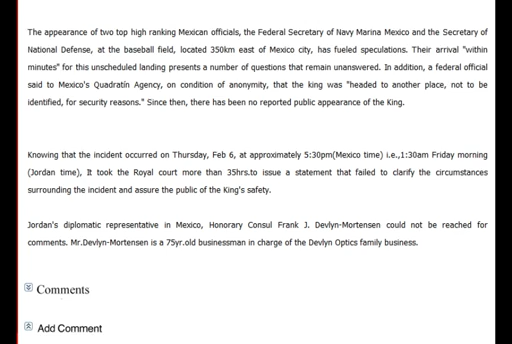 The appearance of two top high ranking Mexican officials, the Federal Secretary of Navy Marina Mexico and the Secretary of
National Defense, at the baseball field, located 350km east of Mexico city, has fueled speculations. Their arrival "within
minutes" for this unscheduled landing presents a number of questions that remain unanswered. In addition, a federal official
said to Mexico's Quadratín Agency, on condition of anonymity, that the king was "headed to another place, not to be
identified, for security reasons." Since then, there has been no reported public appearance of the King.
Knowing that the incident occurred on Thursday, Feb 6, at approximately 5:30pm(Mexico time) i.e.,1:30am Friday morning
(Jordan time), It took the Royal court more than 35hrs.to issue a statement that failed to clarify the circumstances
surrounding the incident and assure the public of the King's safety.
Jordan's diplomatic representative in Mexico, Honorary Consul Frank J. Devlyn-Mortensen could not be reached for
comments. Mr.Devlyn-Mortensen is a 75yr.old businessman in charge of the Devlyn Optics family business.
Comments
Add Comment